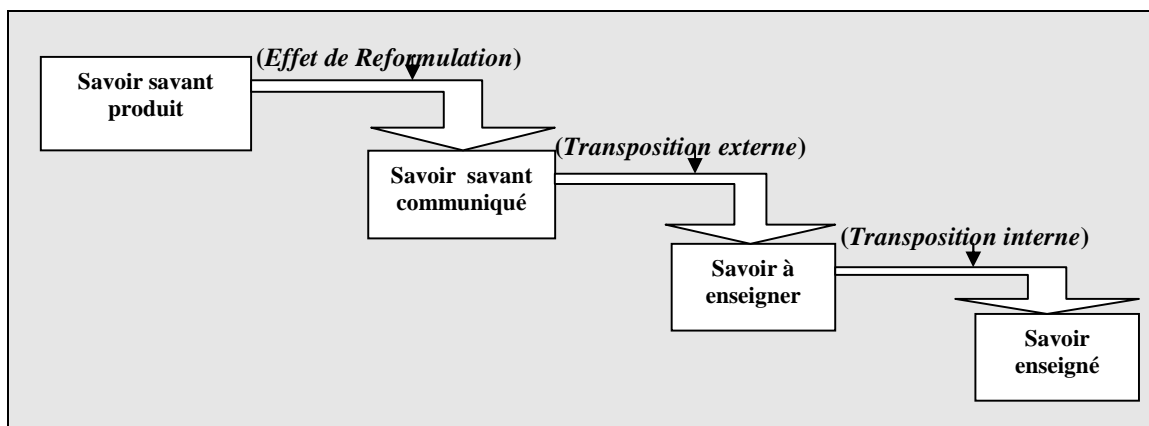 (Effet de Reformulation)
Savoir savant
produit
(Transposition externe)
Savoir savant
communiqué
(Transposition interne)
Savoir à
enseigner
Savoir
enseigné